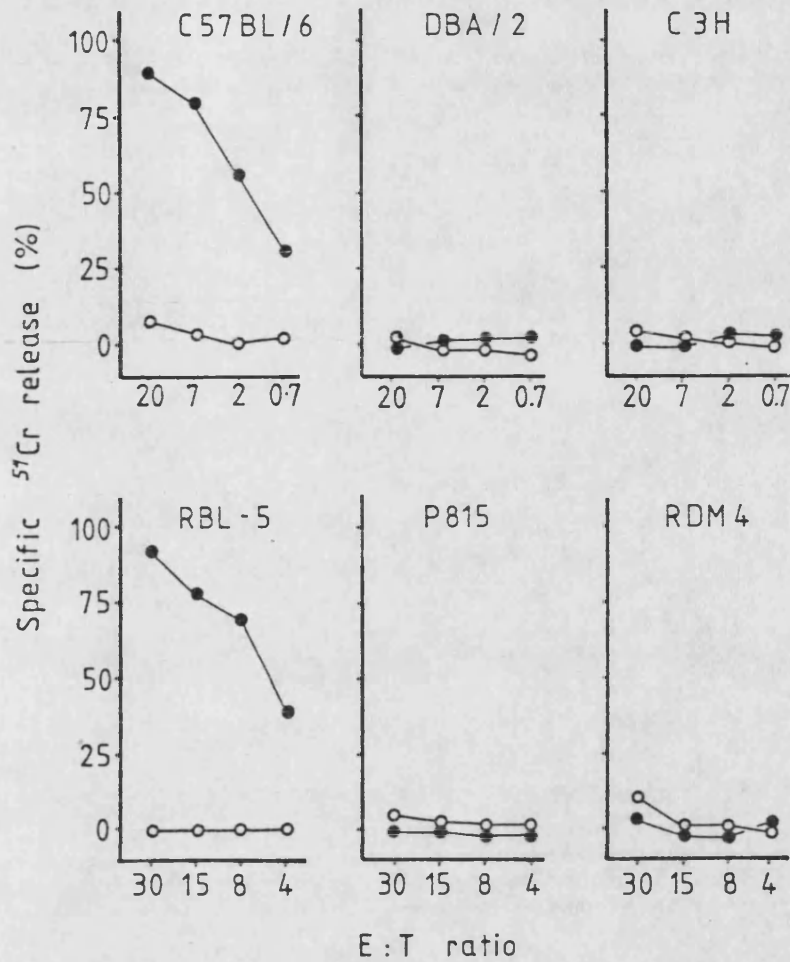 C57BL/6 DBA/2 C3H
100
75
50
25
0
20 7 2 0·7 20 7 2 0·7 20 7 2 0·7
Specific ⁵¹Cr release (%)
RBL-5 P815 RDM4
100
75
50
25
0
30 15 8 4 30 15 8 4 30 15 8 4
E:T ratio